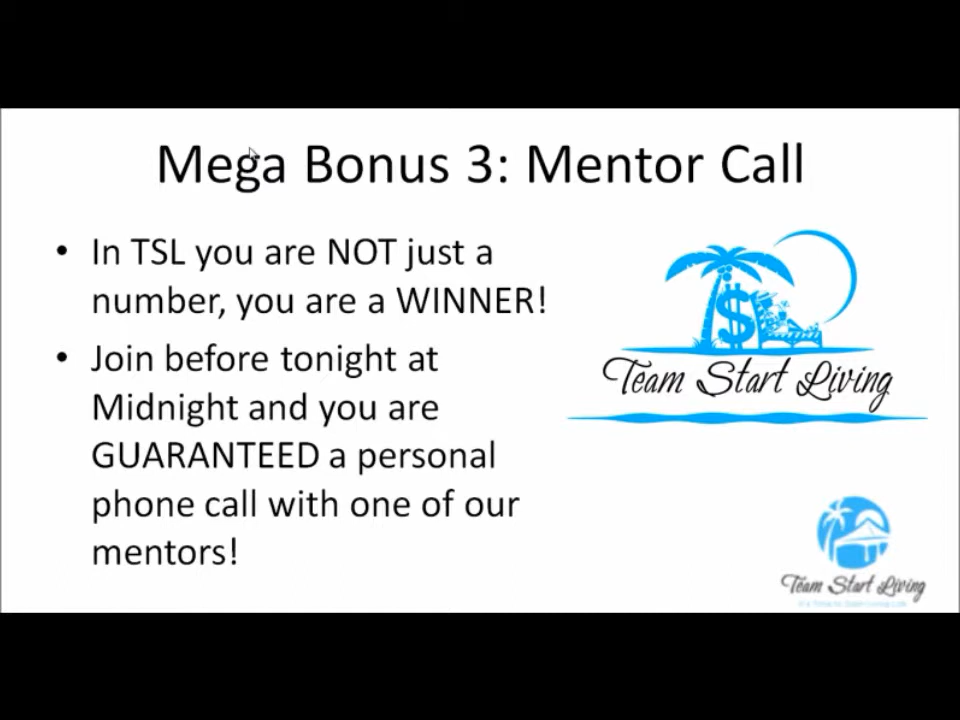 Mega Bonus 3: Mentor Call
• In TSL you are NOT just a
number, you are a WINNER!
• Join before tonight at
Midnight and you are
GUARANTEED a personal
phone call with one of our
mentors!
$
Team Start Living
Team Start Living